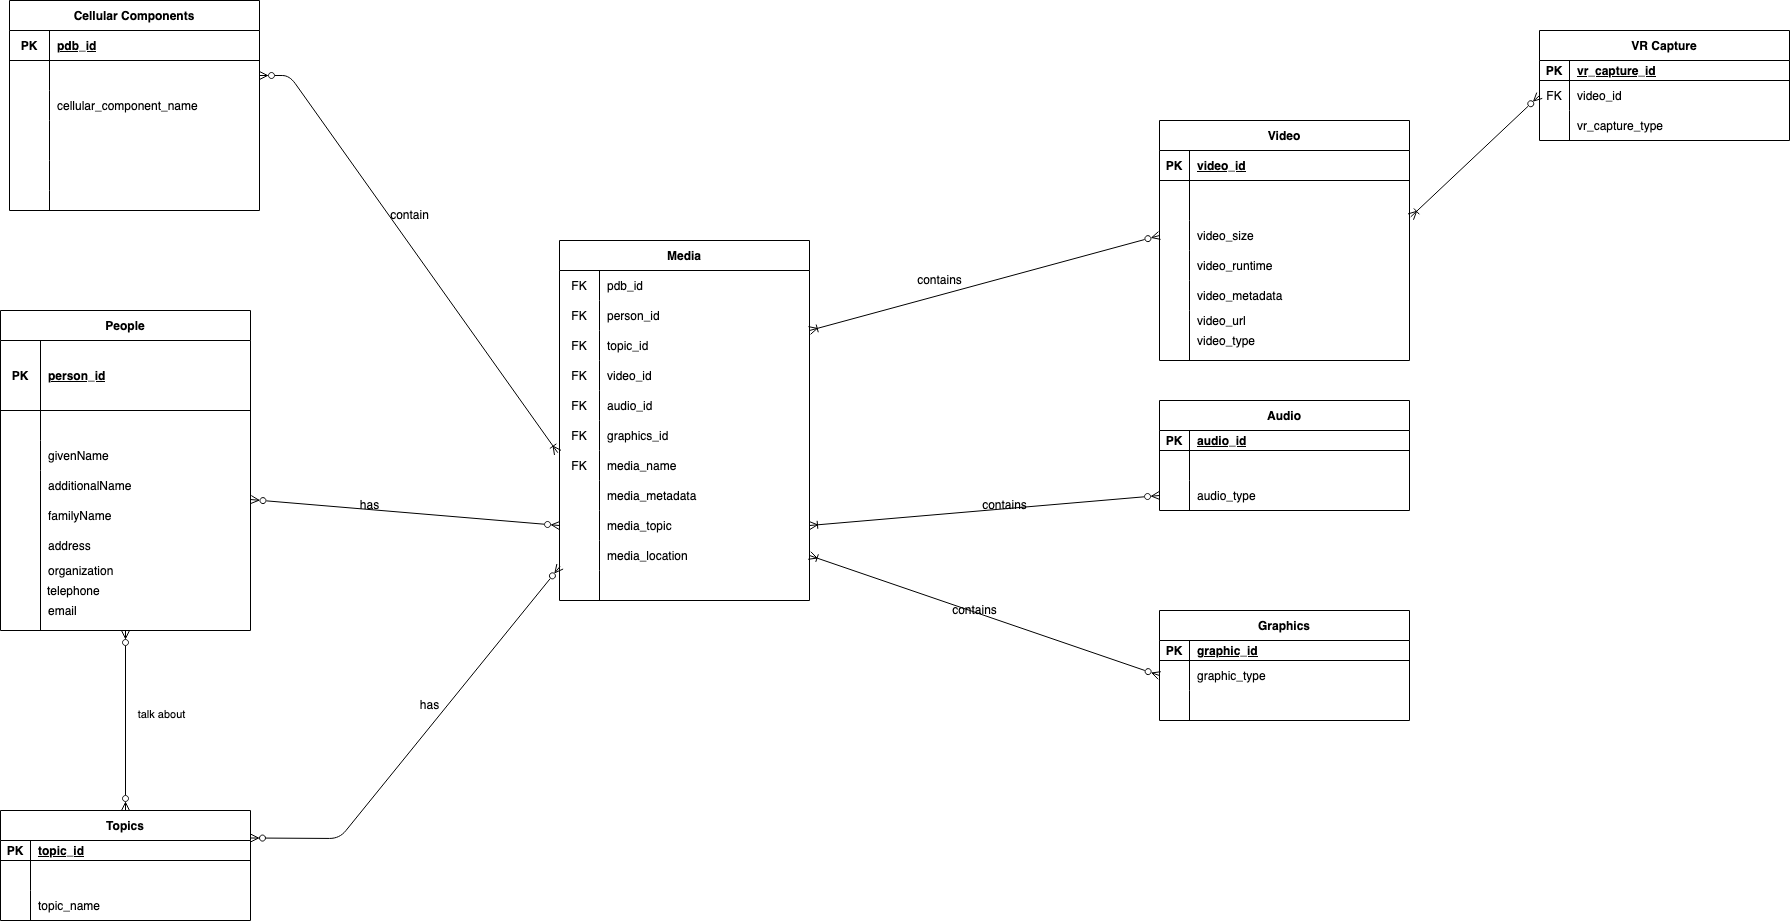 Cellular Components
PK pdb_id
cellular_component_name
contain
People
PK person_id
givenName
additionalName
familyName
address
organization
telephone
email
has
talk about
Topics
PK topic_id
topic_name
has
Media
FK pdb_id
FK person_id
FK topic_id
FK video_id
FK audio_id
FK graphics_id
FK media_name
media_metadata
media_topic
media_location
contains
contains
contains
Video
PK video_id
video_size
video_runtime
video_metadata
video_url
video_type
Audio
PK audio_id
audio_type
Graphics
PK graphic_id
graphic_type
VR Capture
PK vr_capture_id
FK video_id
vr_capture_type